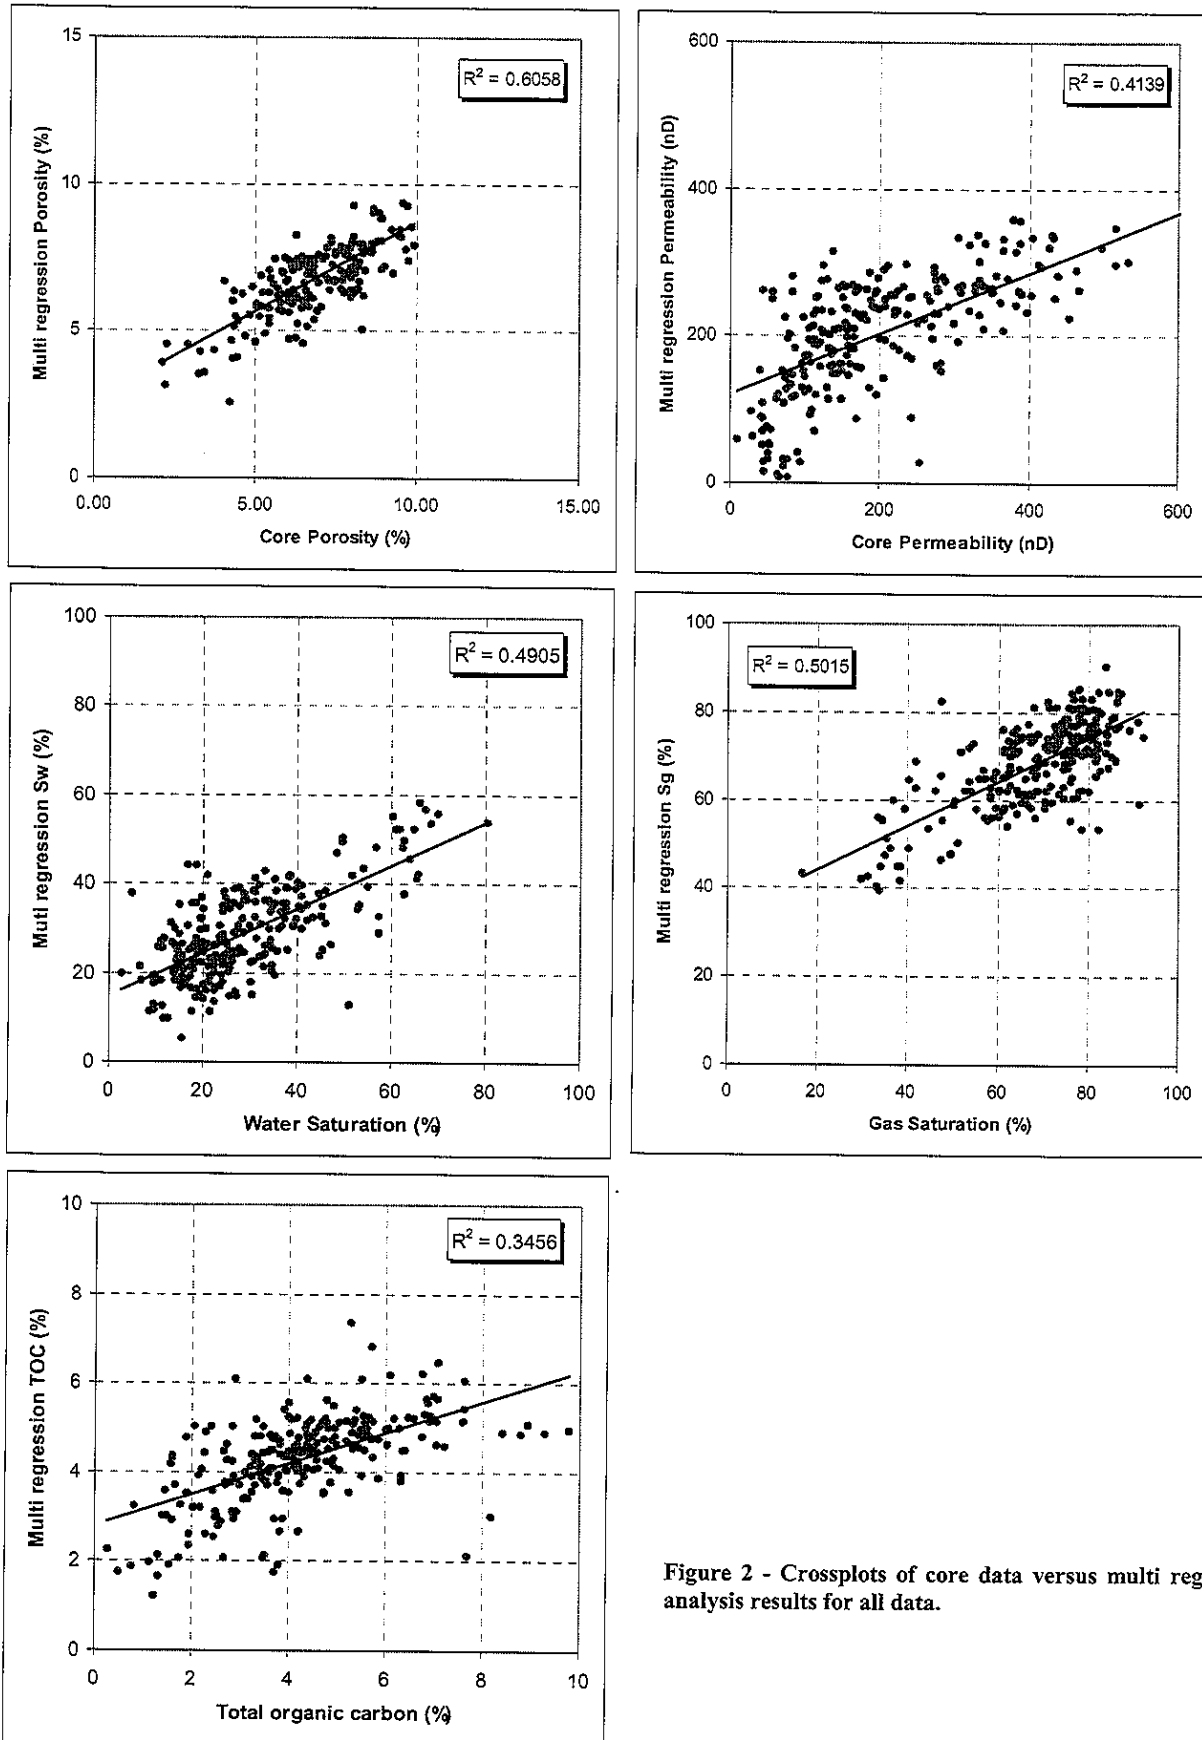 15
10
5
0
Multi regression Porosity (%)
R² = 0.6058
0.00 5.00 10.00 15.00
Core Porosity (%)
600
400
200
0
Multi regression Permeability (nD)
R² = 0.4139
0 200 400 600
Core Permeability (nD)
100
80
60
40
20
0
Mutl regression Sw (%)
R² = 0.4905
0 20 40 60 80 100
Water Saturation (%)
100
80
60
40
20
0
Multi regression Sg (%)
R² = 0.5015
0 20 40 60 80 100
Gas Saturation (%)
10
8
6
4
2
0
Multi regression TOC (%)
R² = 0.3456
0 2 4 6 8 10
Total organic carbon (%)
Figure 2 - Crossplots of core data versus multi reg
analysis results for all data.